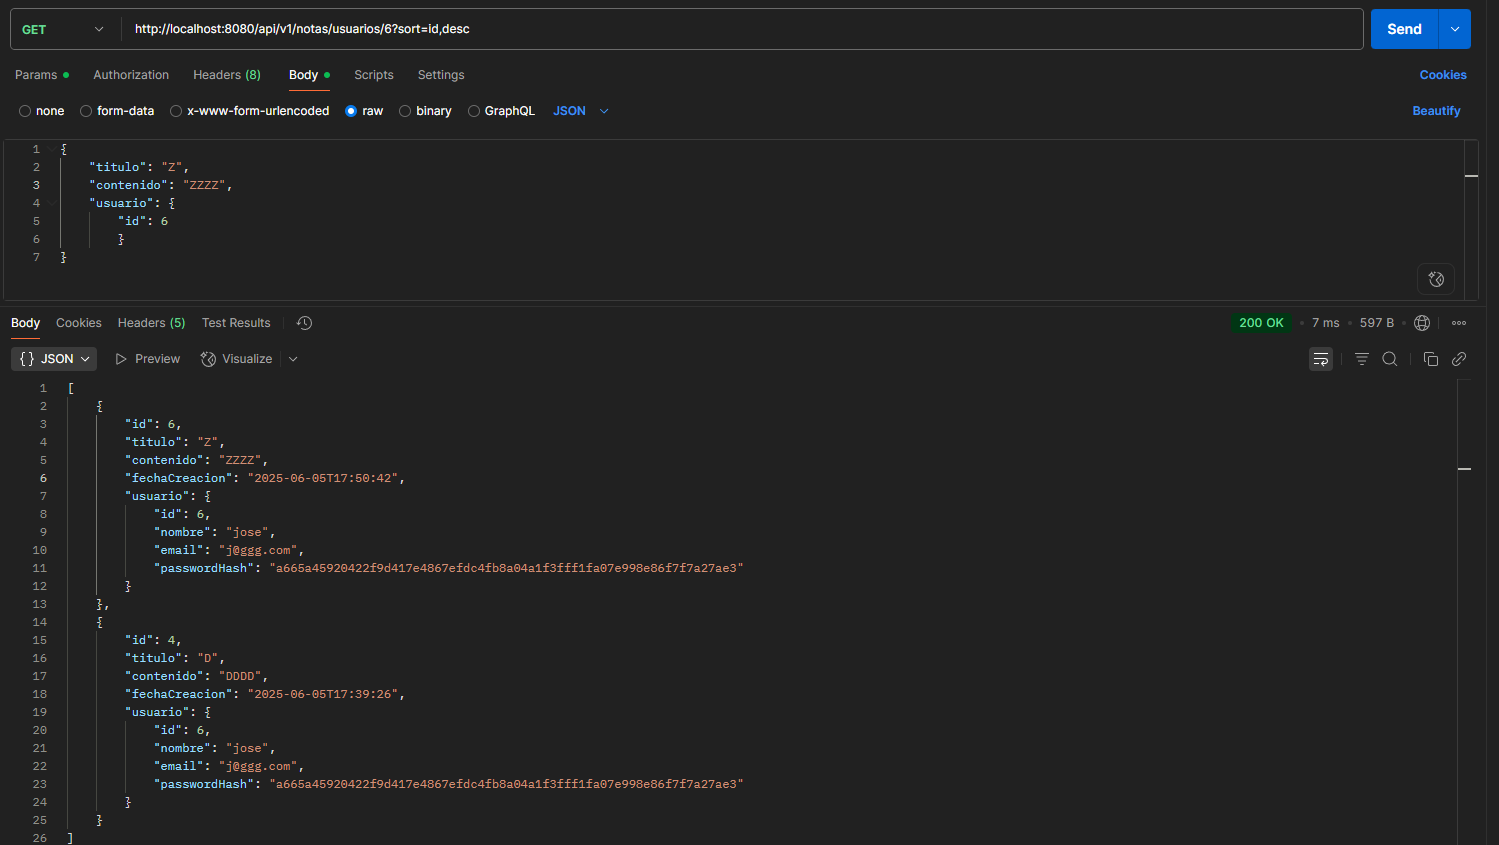 GET http://localhost:8080/api/v1/notas/usuarios/6?sort=id,desc Send
Params Authorization Headers (8) Body Scripts Settings Cookies
none form-data x-www-form-urlencoded raw binary GraphQL JSON Beautify
1 {
2 "titulo": "Z",
3 "contenido": "ZZZZ",
4 "usuario": {
5 "id": 6
6 }
7 }
Body Cookies Headers (5) Test Results 200 OK • 7 ms • 597 B •
{} JSON Preview Visualize
1 [
2 {
3 "id": 6,
4 "titulo": "Z",
5 "contenido": "ZZZZ",
6 "fechaCreacion": "2025-06-05T17:50:42",
7 "usuario": {
8 "id": 6,
9 "nombre": "jose",
10 "email": "j@ggg.com",
11 "passwordHash": "a665a45920422f9d417e4867efdc4fb8a04a1f3fff1fa07e998e86f7f7a27ae3"
12 }
13 },
14 {
15 "id": 4,
16 "titulo": "D",
17 "contenido": "DDDD",
18 "fechaCreacion": "2025-06-05T17:39:26",
19 "usuario": {
20 "id": 6,
21 "nombre": "jose",
22 "email": "j@ggg.com",
23 "passwordHash": "a665a45920422f9d417e4867efdc4fb8a04a1f3fff1fa07e998e86f7f7a27ae3"
24 }
25 }
26 ]